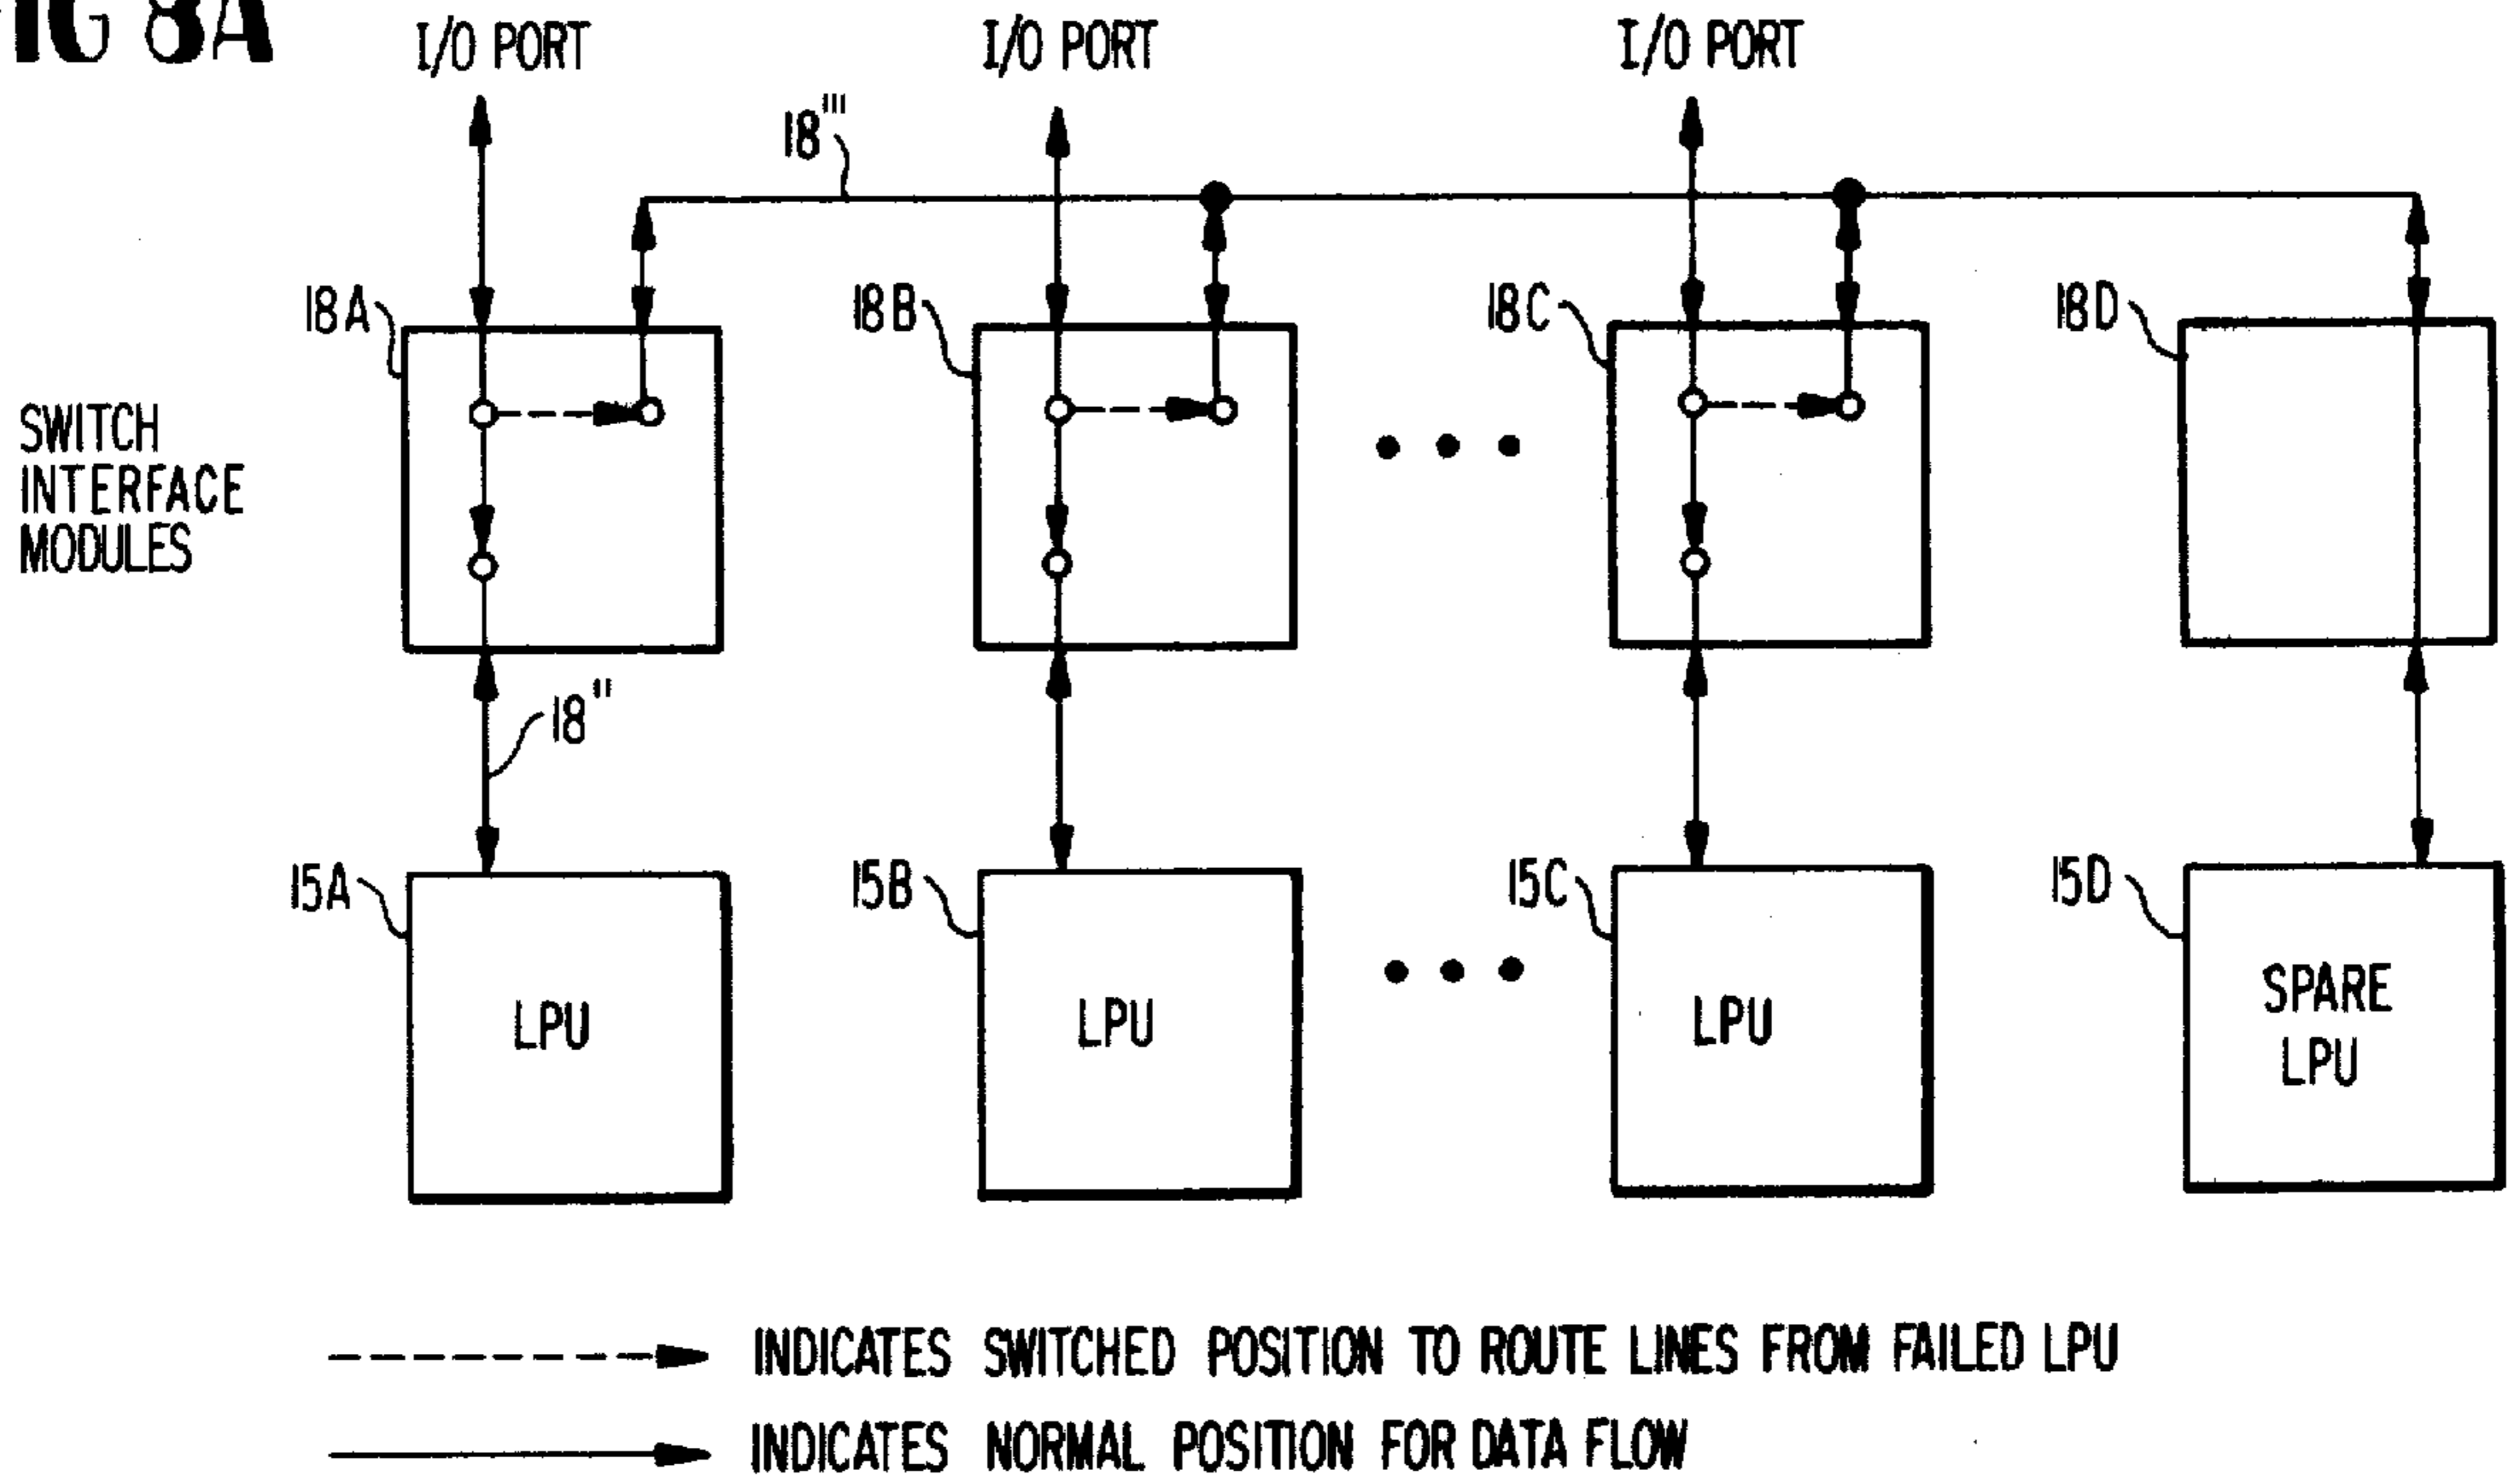 FIG 8A
I/O PORT
I/O PORT
I/O PORT
18'''
18A
18B
18C
18D
SWITCH
INTERFACE
MODULES
18''
15A
15B
15C
15D
LPU
LPU
LPU
SPARE
LPU
INDICATES SWITCHED POSITION TO ROUTE LINES FROM FAILED LPU
INDICATES NORMAL POSITION FOR DATA FLOW